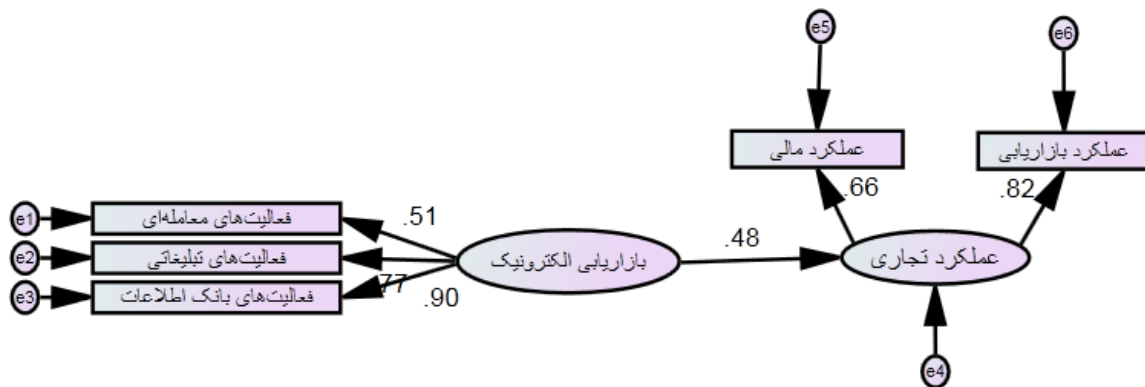 e5
e6
عملکرد مالی
عملکرد بازاریابی
.66
.82
e1
فعالیت‌های معامله‌ای
.51
e2
فعالیت‌های تبلیغاتی
.77
e3
فعالیت‌های بانک اطلاعات
.90
بازاریابی الکترونیک
.48
عملکرد تجاری
e4